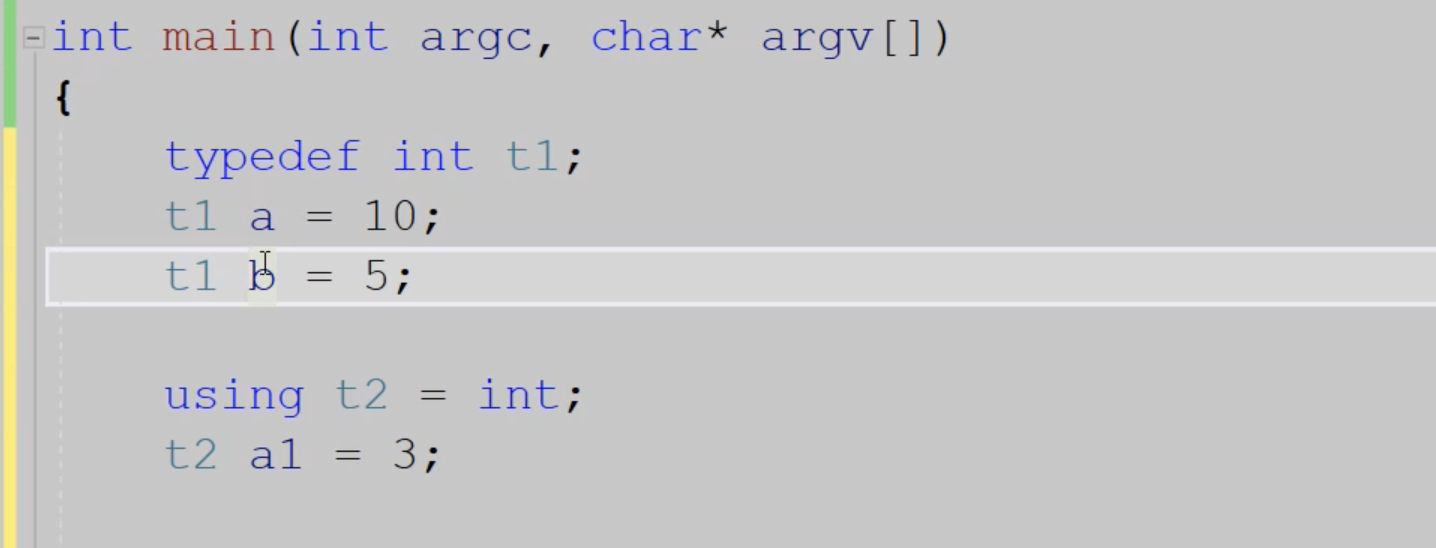 int main(int argc, char* argv[])
{
typedef int t1;
t1 a = 10;
t1 b = 5;
using t2 = int;
t2 a1 = 3;